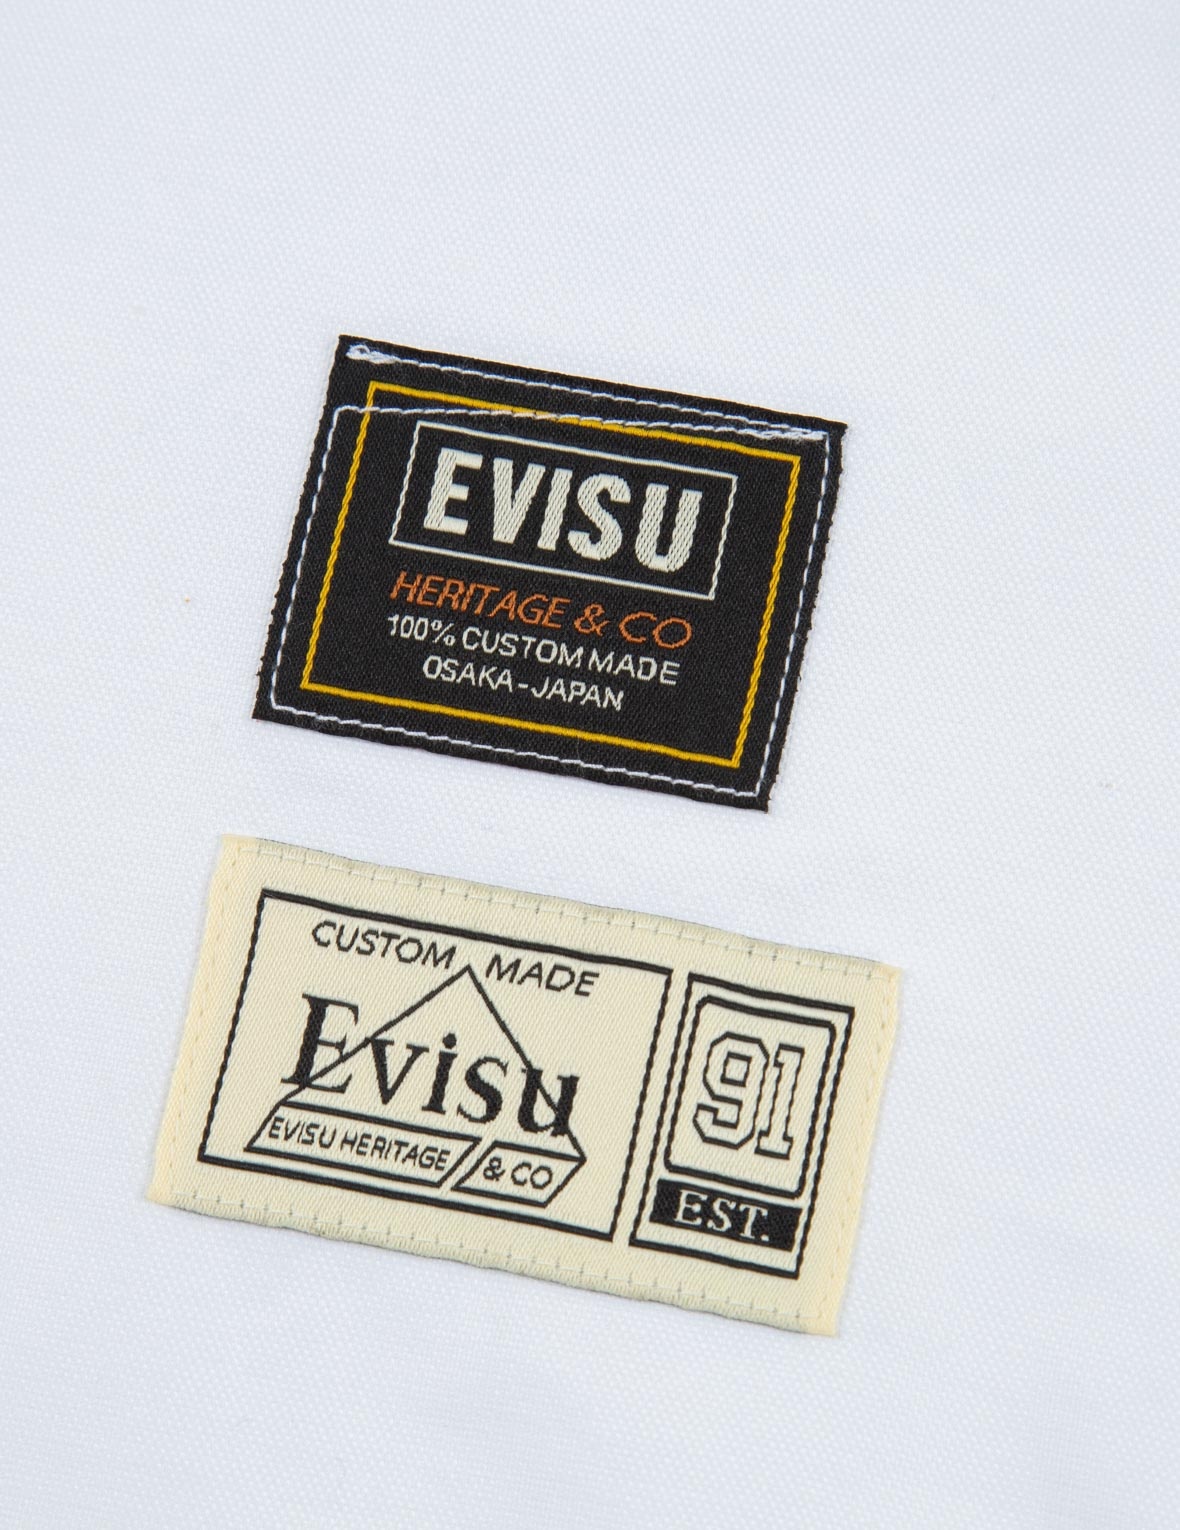 EVISU
HERITAGE & CO
100% CUSTOM MADE
OSAKA-JAPAN
CUSTOM MADE
Evisu
EVISU HERITAGE & CO
91
EST.